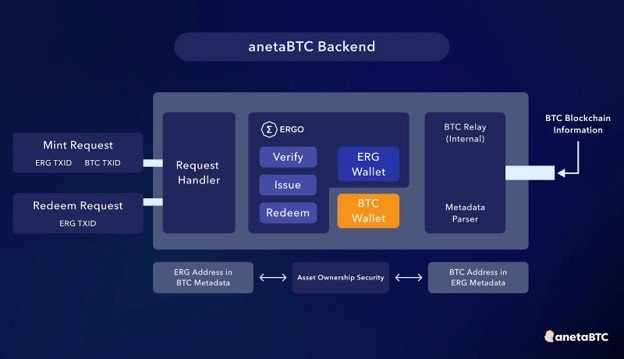 anetaBTC Backend
Mint Request
ERG TXID BTC TXID
Redeem Request
ERG TXID
Request
Handler
ERGO
Verify
Issue
Redeem
ERG
Wallet
BTC
Wallet
BTC Relay
(Internal)
Metadata
Parser
BTC Blockchain
Information
ERG Address in
BTC Metadata
Asset Ownership Security
BTC Address in
ERG Metadata
anetaBTC